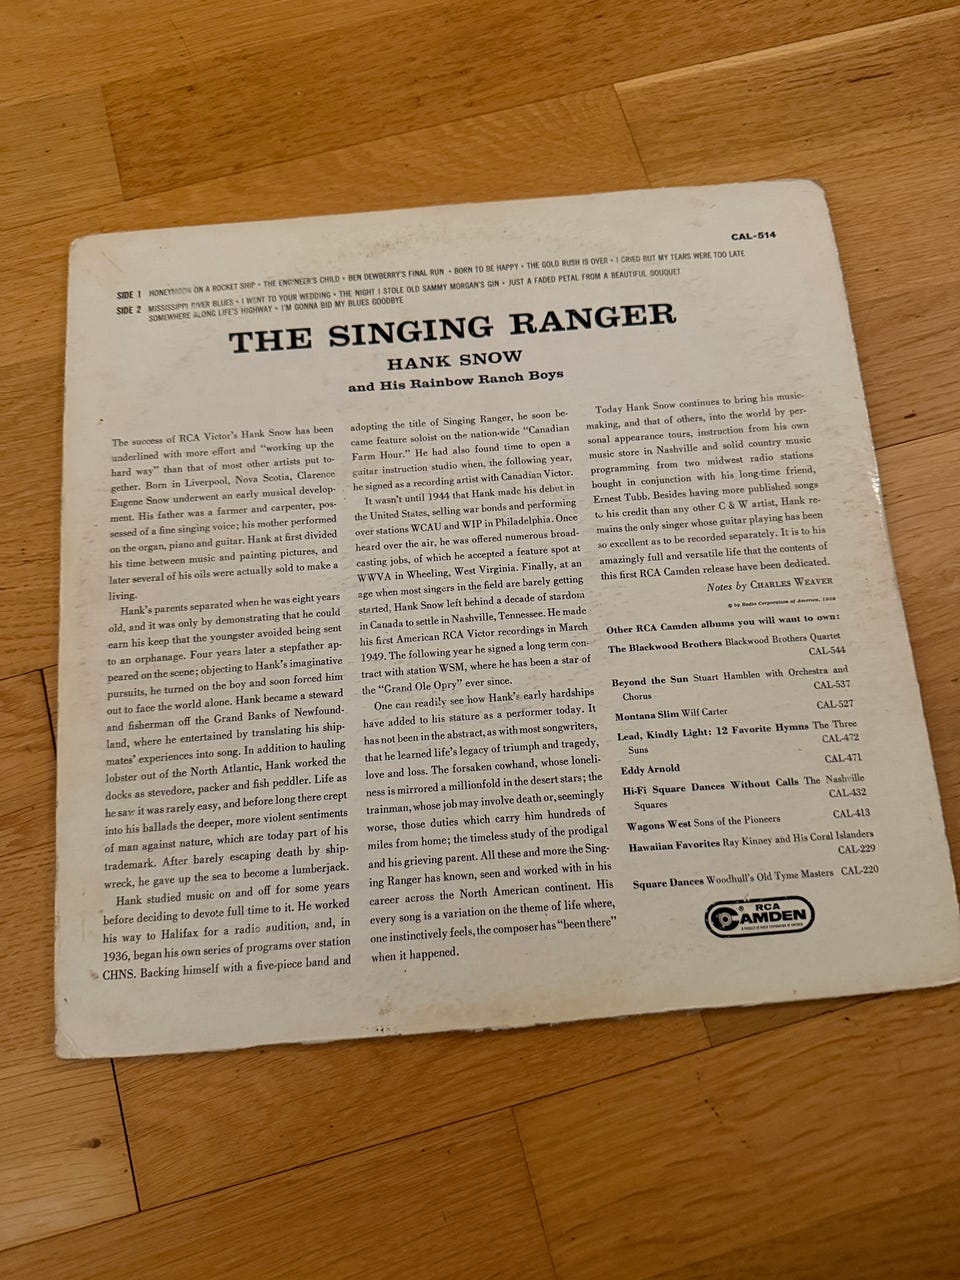 CAL-514
SIDE 1 HONEYMOON ON A ROCKET SHIP • THE ENGINEER'S CHILD • BEN DEWBERRY'S FINAL RUN • BORN TO BE HAPPY • THE GOLD RUSH IS OVER • I CRIED BUT MY TEARS WERE TOO LATE
SIDE 2 MISSISSIPPI RIVER BLUES • I WENT TO YOUR WEDDING • THE NIGHT I STOLE OLD SAMMY MORGAN'S GIN • JUST A FADED PETAL FROM A BEAUTIFUL BOUQUET
SOMEWHERE ALONG LIFE'S HIGHWAY • I'M GONNA BID MY BLUES GOODBYE
THE SINGING RANGER
HANK SNOW
and His Rainbow Ranch Boys
The success of RCA Victor's Hank Snow has been
underlined with more effort and "working up the
hard way" than that of most other artists put to-
gether. Born in Liverpool, Nova Scotia, Clarence
Eugene Snow underwent an early musical develop-
ment. His father was a farmer and carpenter, pos-
sessed of a fine singing voice; his mother performed
on the organ, piano and guitar. Hank at first divided
his time between music and painting pictures, and
later several of his oils were actually sold to make a
living.
Hank's parents separated when he was eight years
old, and it was only by demonstrating that he could
earn his keep that the youngster avoided being sent
to an orphanage. Four years later a stepfather ap-
peared on the scene; objecting to Hank's imaginative
pursuits, he turned on the boy and soon forced him
out to face the world alone. Hank became a steward
and fisherman off the Grand Banks of Newfound-
land, where he entertained by translating his ship-
mates' experiences into song. In addition to hauling
lobster out of the North Atlantic, Hank worked the
docks as stevedore, packer and fish peddler. Life as
he saw it was rarely easy, and before long there crept
into his ballads the deeper, more violent sentiments
of man against nature, which are today part of his
trademark. After barely escaping death by ship-
wreck, he gave up the sea to become a lumberjack.
Hank studied music on and off for some years
before deciding to devote full time to it. He worked
his way to Halifax for a radio audition, and, in
1936, began his own series of programs over station
CHNS. Backing himself with a five-piece band and
adopting the title of Singing Ranger, he soon be-
came feature soloist on the nation-wide "Canadian
Farm Hour." He had also found time to open a
guitar instruction studio when, the following year,
he signed as a recording artist with Canadian Victor.
It wasn't until 1944 that Hank made his debut in
the United States, selling war bonds and performing
over stations WCAU and WIP in Philadelphia. Once
heard over the air, he was offered numerous broad-
casting jobs, of which he accepted a feature spot at
WWVA in Wheeling, West Virginia. Finally, at an
age when most singers in the field are barely getting
started, Hank Snow left behind a decade of stardom
in Canada to settle in Nashville, Tennessee. He made
his first American RCA Victor recordings in March
1949. The following year he signed a long term con-
tract with station WSM, where he has been a star of
the "Grand Ole Opry" ever since.
One can readily see how Hank's early hardships
have added to his stature as a performer today. It
has not been in the abstract, as with most songwriters,
that he learned life's legacy of triumph and tragedy,
love and loss. The forsaken cowhand, whose loneli-
ness is mirrored a millionfold in the desert stars; the
trainman, whose job may involve death or, seemingly
worse, those duties which carry him hundreds of
miles from home; the timeless study of the prodigal
and his grieving parent. All these and more the Sing-
ing Ranger has known, seen and worked with in his
career across the North American continent. His
every song is a variation on the theme of life where,
one instinctively feels, the composer has "been there"
when it happened.
Today Hank Snow continues to bring his music-
making, and that of others, into the world by per-
sonal appearance tours, instruction from his own
music store in Nashville and solid country music
programming from two midwest radio stations
bought in conjunction with his long-time friend,
Ernest Tubb. Besides having more published songs
to his credit than any other C & W artist, Hank re-
mains the only singer whose guitar playing has been
so excellent as to be recorded separately. It is to his
amazingly full and versatile life that the contents of
this first RCA Camden release have been dedicated.
Notes by CHARLES WEAVER
© by Radio Corporation of America, 1959
Other RCA Camden albums you will want to own:
The Blackwood Brothers Blackwood Brothers Quartet
CAL-544
Beyond the Sun Stuart Hamblen with Orchestra and
Chorus CAL-537
Montana Slim Wilf Carter CAL-527
Lead, Kindly Light: 12 Favorite Hymns The Three
Suns CAL-472
Eddy Arnold CAL-471
Hi-Fi Square Dances Without Calls The Nashville
Squares CAL-432
Wagons West Sons of the Pioneers CAL-413
Hawaiian Favorites Ray Kinney and His Coral Islanders
CAL-229
Square Dances Woodhull's Old Tyme Masters CAL-220
RCA
CAMDEN
A PRODUCT OF RADIO CORPORATION OF AMERICA